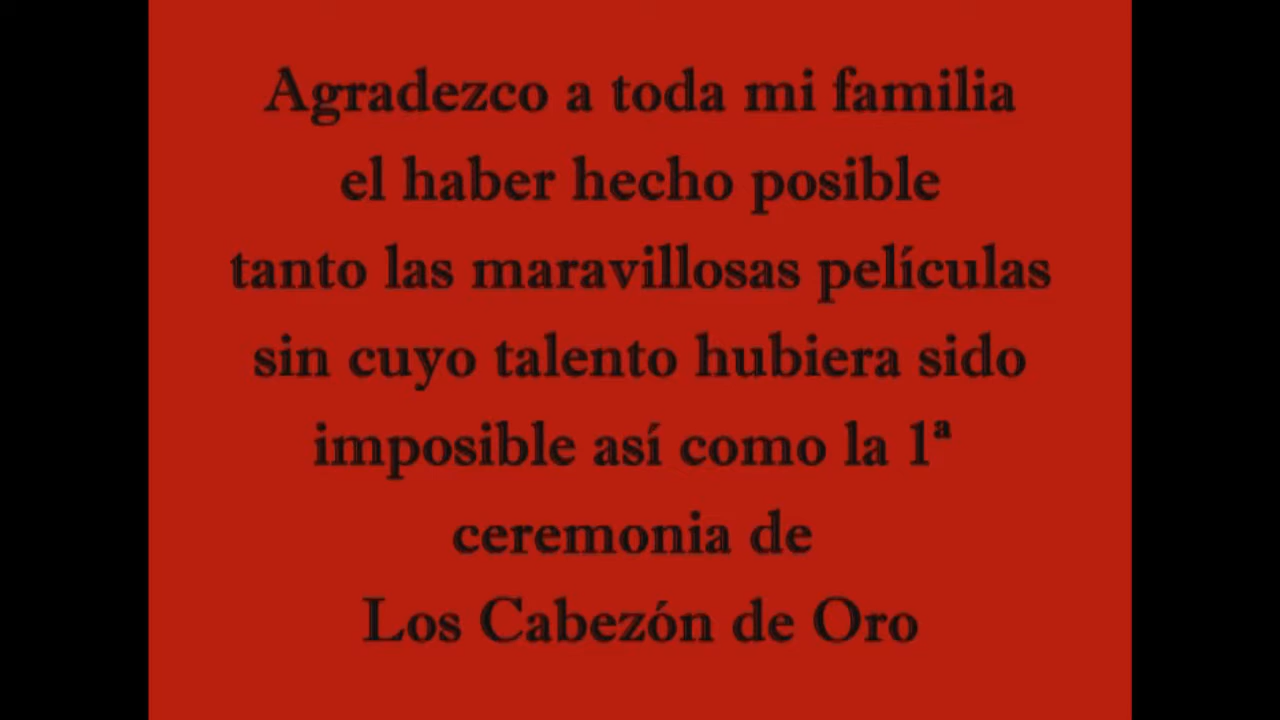 Agradezco a toda mi familia
el haber hecho posible
tanto las maravillosas películas
sin cuyo talento hubiera sido
imposible así como la 1ª
ceremonia de
Los Cabezón de Oro